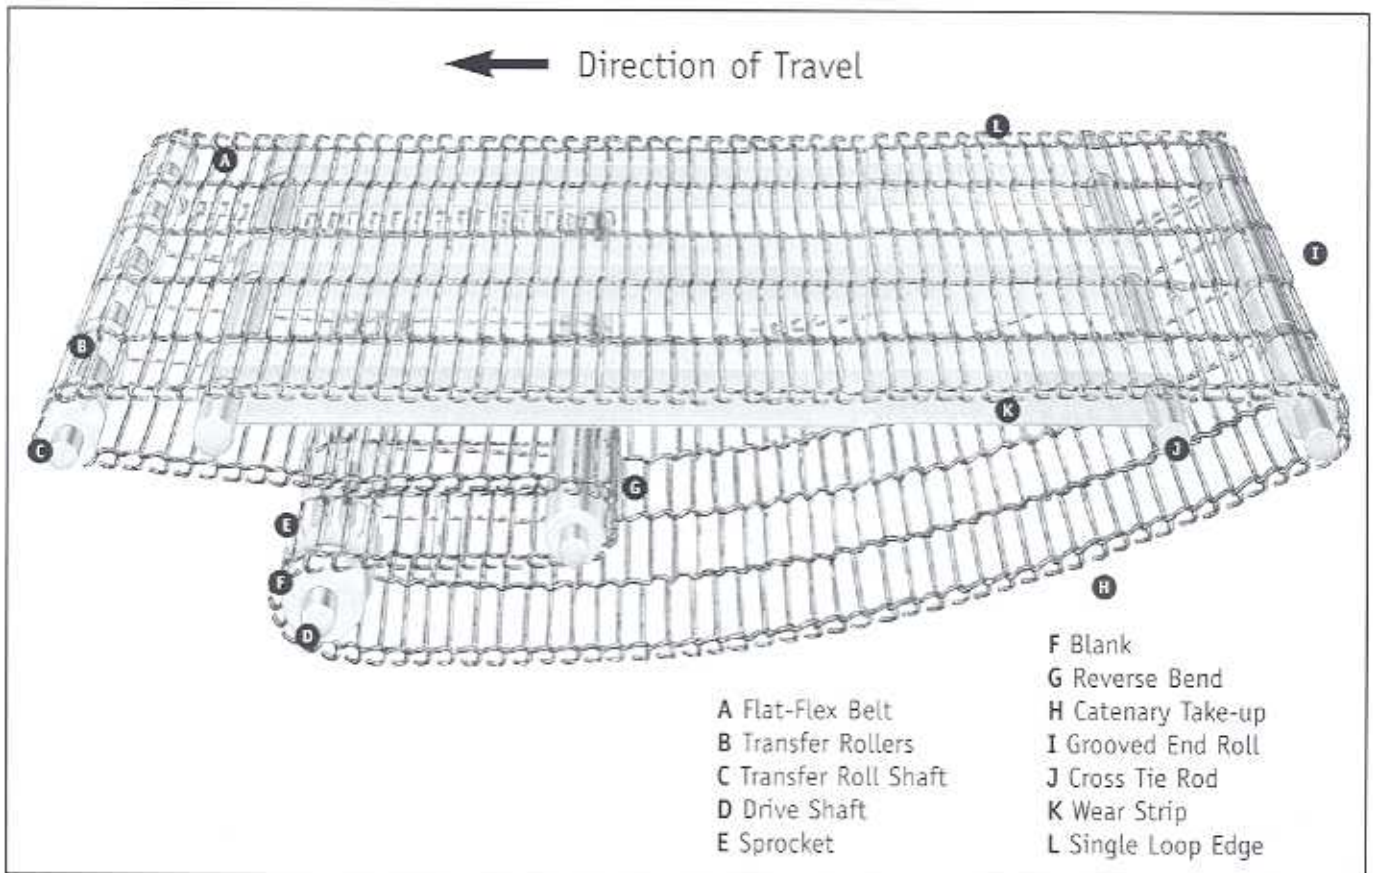 Direction of Travel
L
A
I
B
K
C
J
G
E
F
H
D
A Flat-Flex Belt
B Transfer Rollers
C Transfer Roll Shaft
D Drive Shaft
E Sprocket
F Blank
G Reverse Bend
H Catenary Take-up
I Grooved End Roll
J Cross Tie Rod
K Wear Strip
L Single Loop Edge